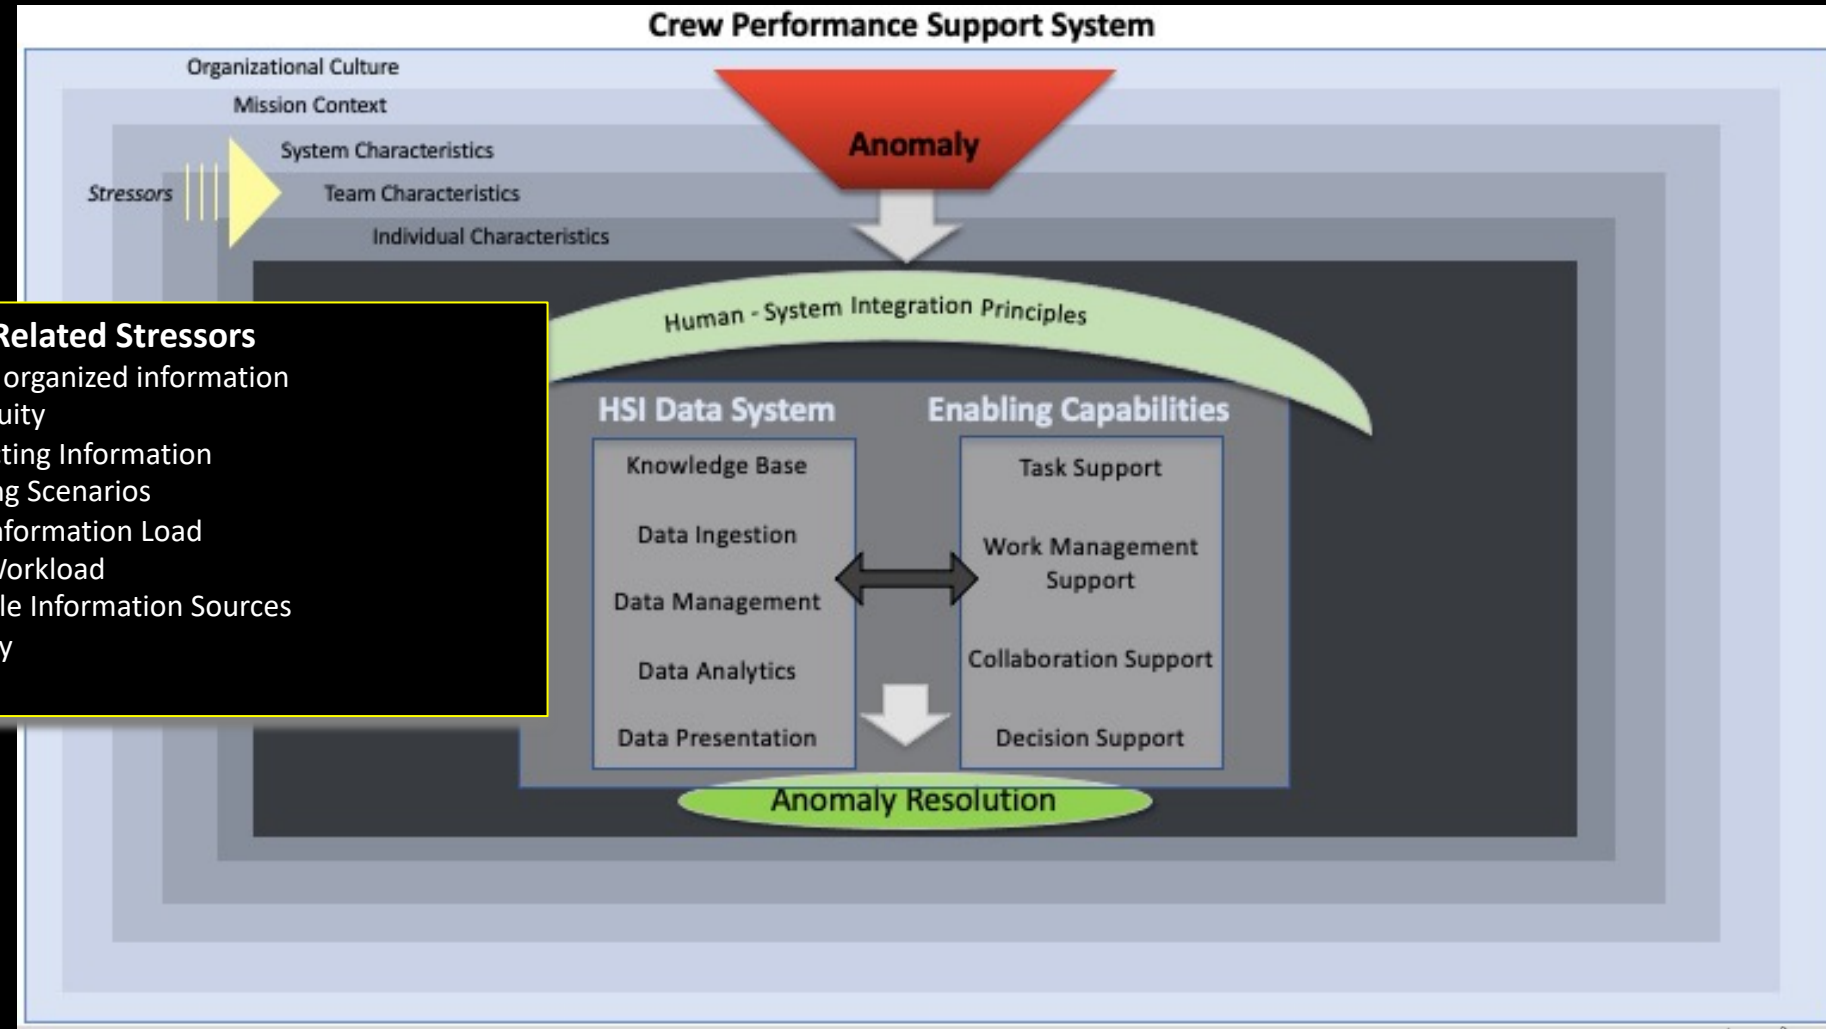 Crew Performance Support System
Organizational Culture
Mission Context
System Characteristics
Stressors
Team Characteristics
Individual Characteristics
Anomaly
Human - System Integration Principles
Related Stressors
organized information
uity
cting Information
ng Scenarios
nformation Load
Workload
le Information Sources
y
HSI Data System
Knowledge Base
Data Ingestion
Data Management
Data Analytics
Data Presentation
Enabling Capabilities
Task Support
Work Management
Support
Collaboration Support
Decision Support
Anomaly Resolution